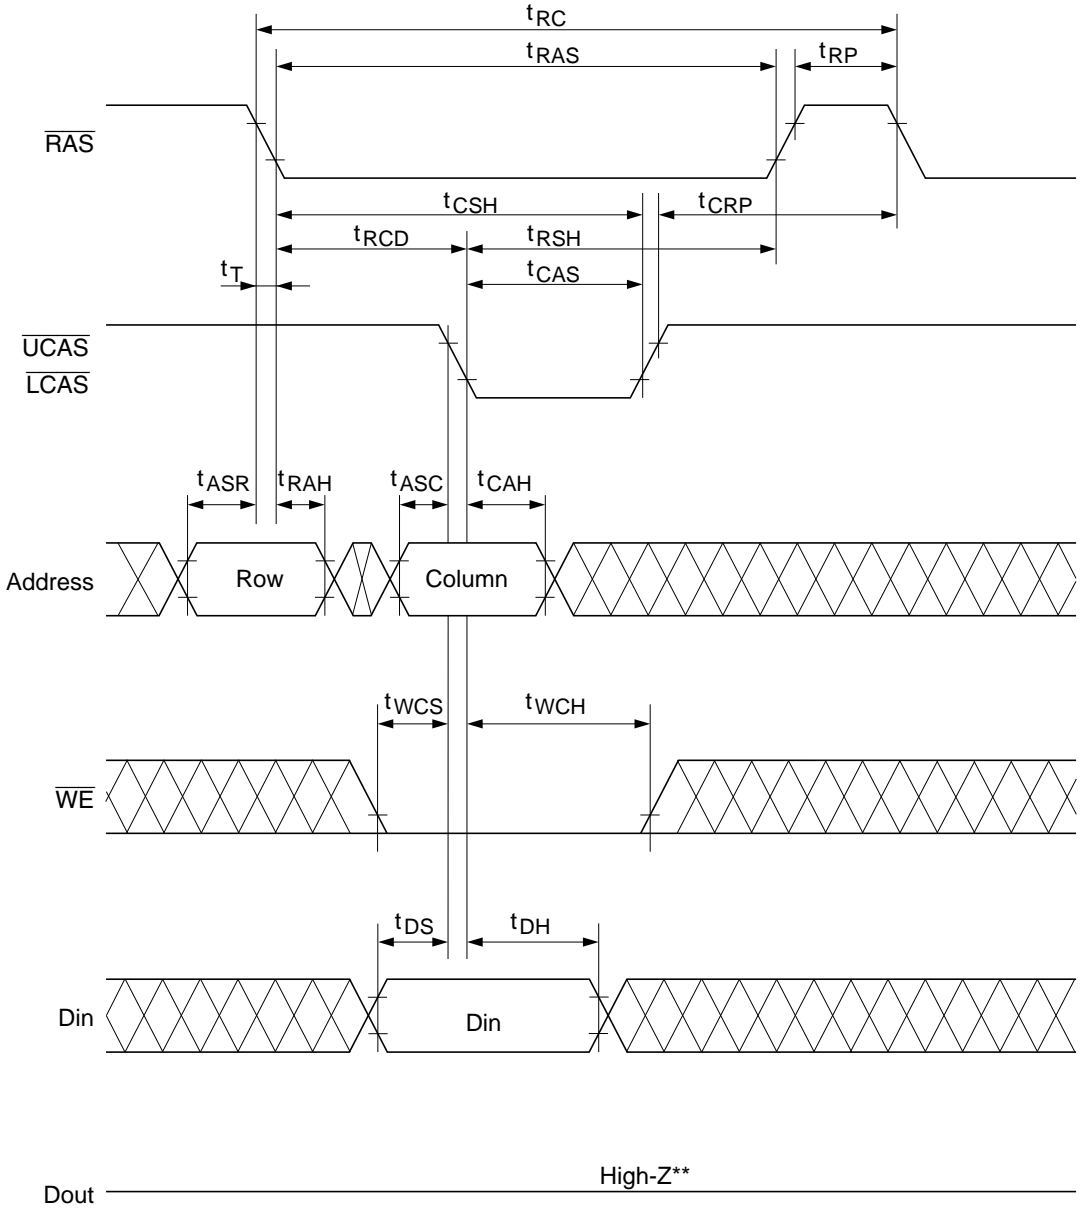 tRC
tRAS
tRP
RAS
tCSH
tCRP
tRCD
tRSH
tT
tCAS
UCAS
LCAS
tASR
tRAH
tASC
tCAH
Address
Row
Column
tWCS
tWCH
WE
tDS
tDH
Din
Din
High-Z**
Dout